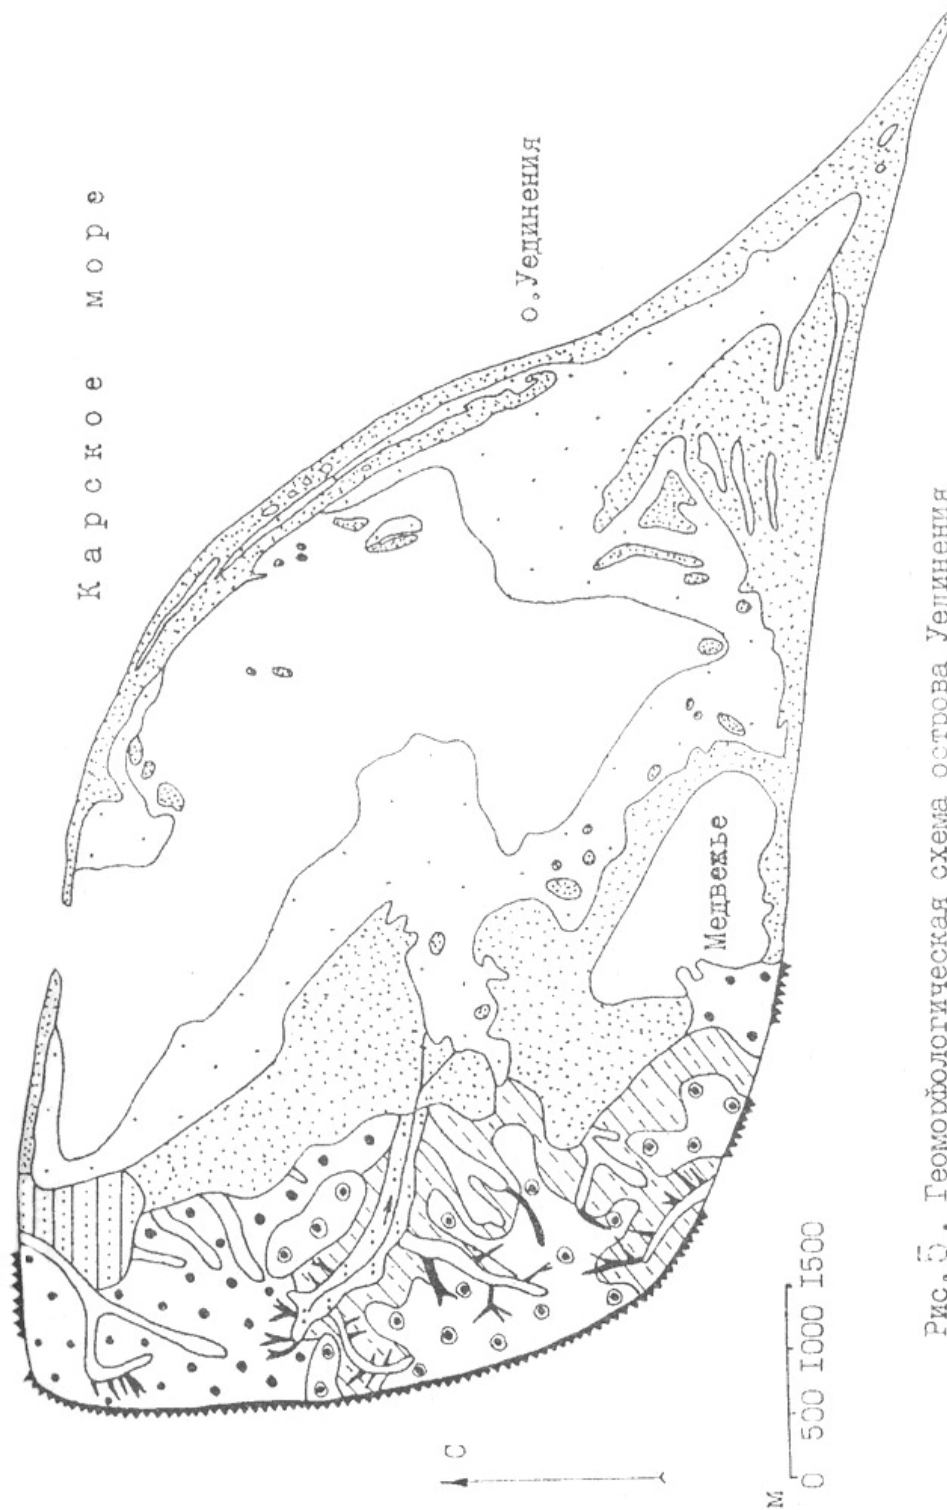 Карское море
о.Уединения
Медвежье
С
м
0 500 1000 1500
Рис.5. Геоморфологическая схема острова Уединения